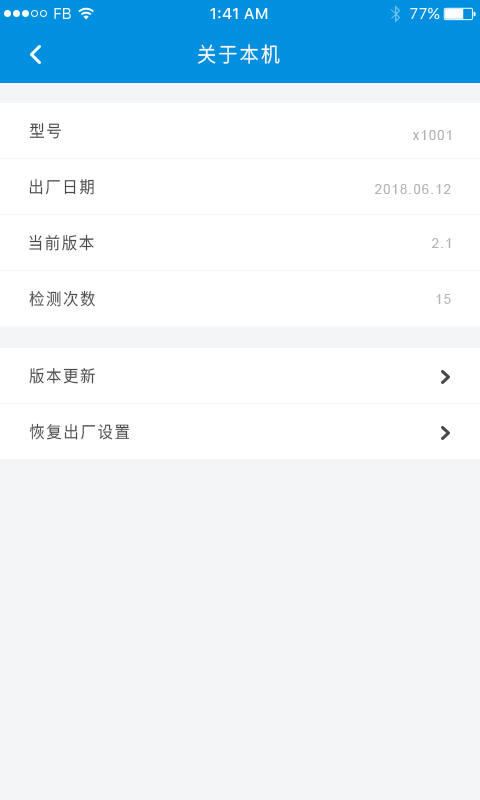 FB 1:41 AM 77%
关于本机
型号 x1001
出厂日期 2018.06.12
当前版本 2.1
检测次数 15
版本更新
恢复出厂设置